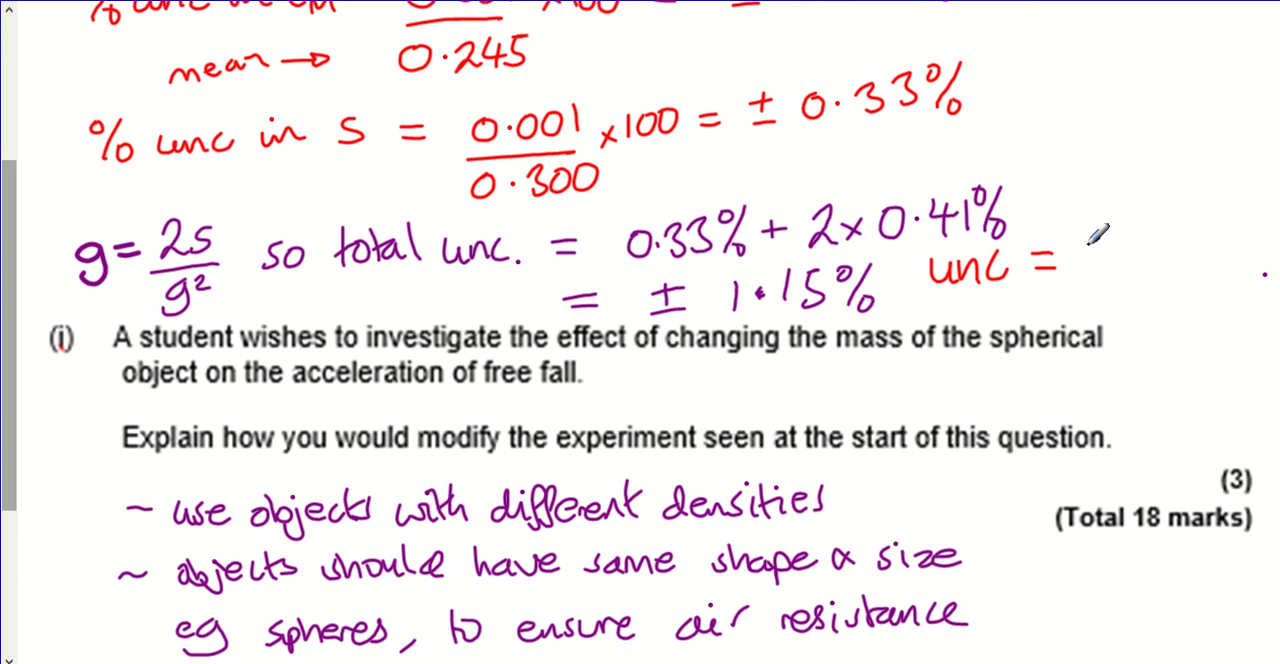 mean → 0.245
% unc in s = 0.001 / 0.300 × 100 = ± 0.33%
g = 2s / g² so total unc. = 0.33% + 2 × 0.41%
= ± 1.15% unc =
(i) A student wishes to investigate the effect of changing the mass of the spherical
object on the acceleration of free fall.
Explain how you would modify the experiment seen at the start of this question.
(3)
(Total 18 marks)
~ use objects with different densities
~ objects should have same shape & size
eg spheres, to ensure air resistance